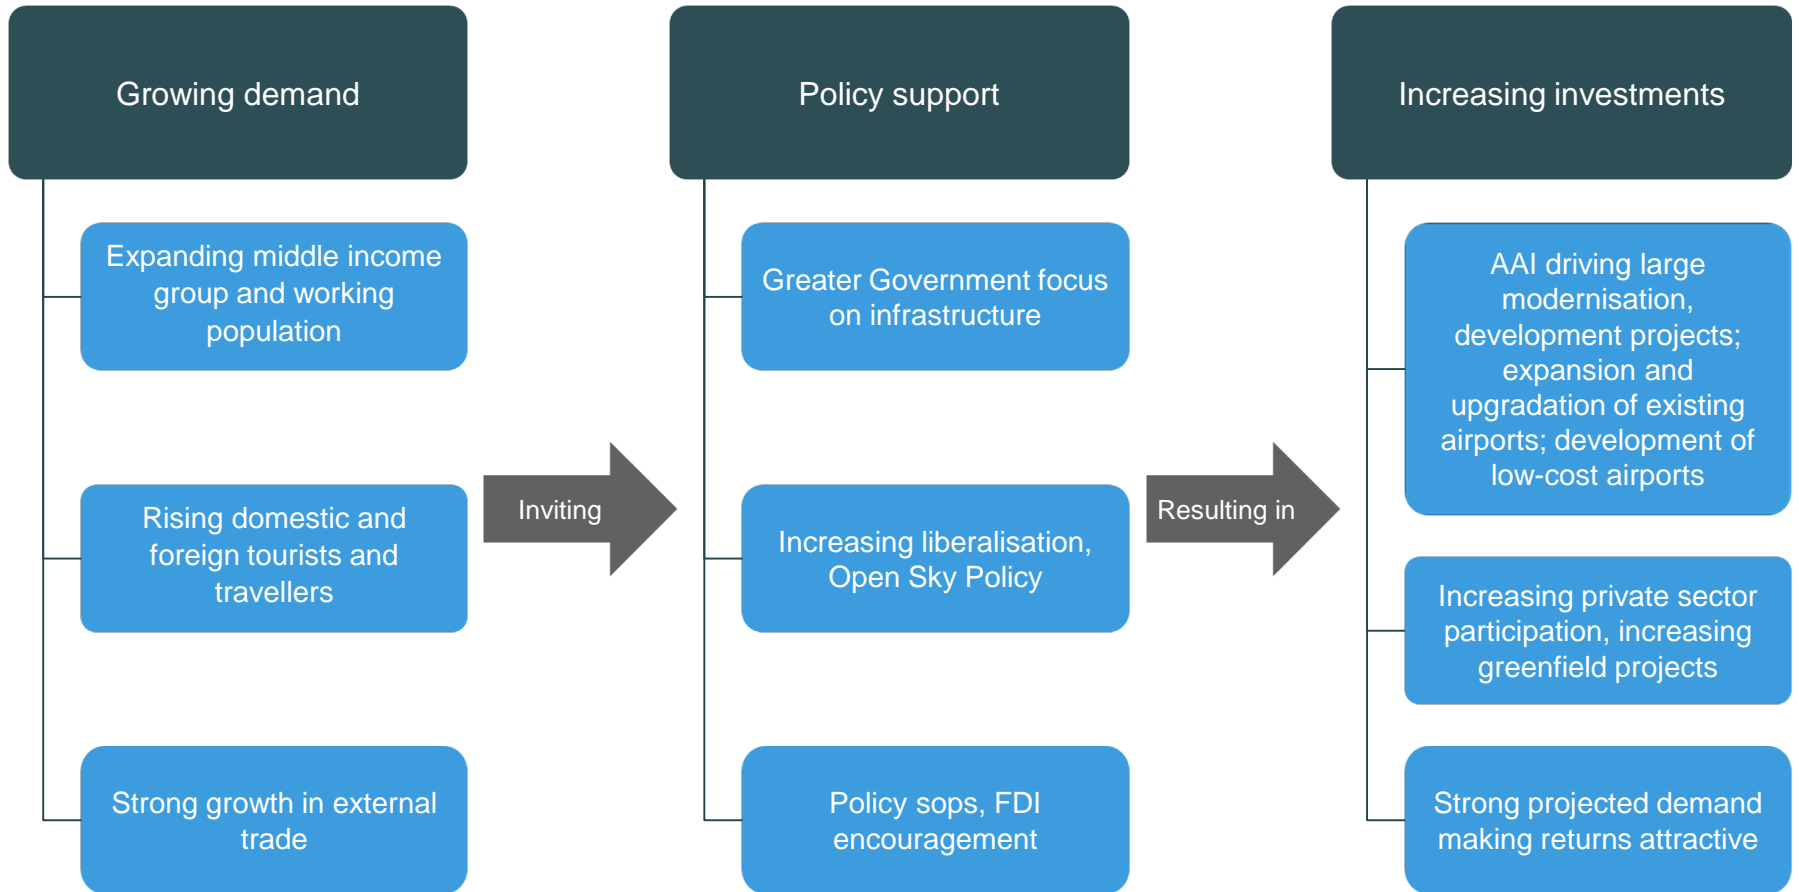 Growing demand
Expanding middle income
group and working
population
Rising domestic and
foreign tourists and
travellers
Strong growth in external
trade
Inviting
Policy support
Greater Government focus
on infrastructure
Increasing liberalisation,
Open Sky Policy
Policy sops, FDI
encouragement
Resulting in
Increasing investments
AAI driving large
modernisation,
development projects;
expansion and
upgradation of existing
airports; development of
low-cost airports
Increasing private sector
participation, increasing
greenfield projects
Strong projected demand
making returns attractive